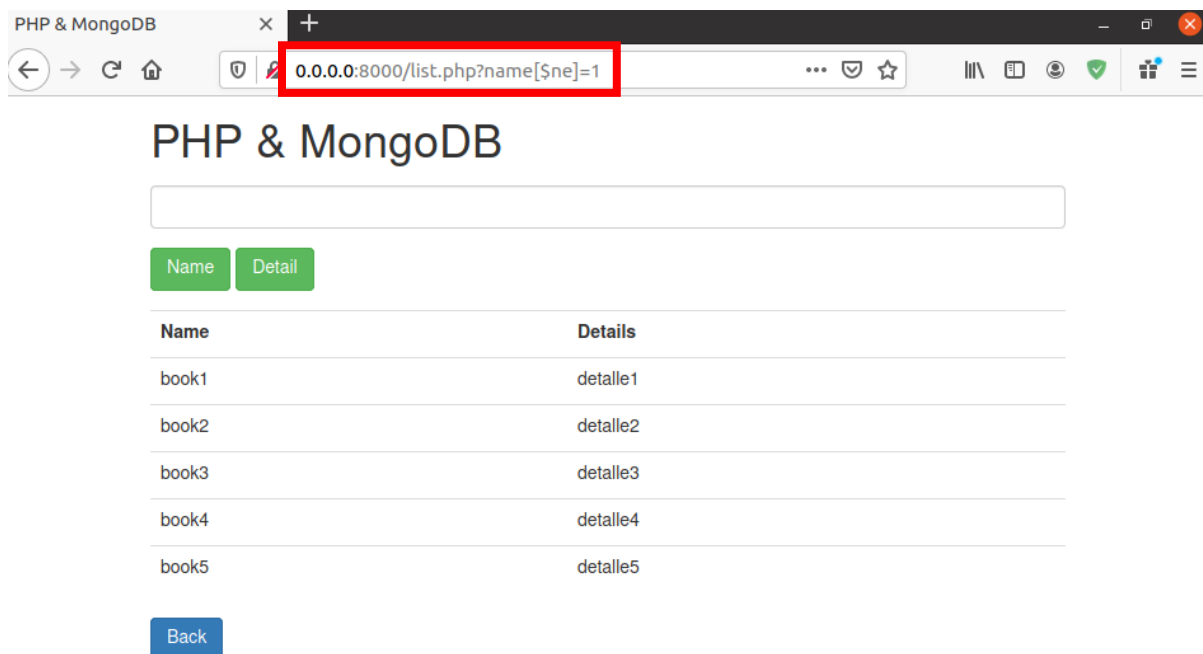 PHP & MongoDB
0.0.0.0:8000/list.php?name[$ne]=1
PHP & MongoDB
Name Detail
Name Details
book1 detalle1
book2 detalle2
book3 detalle3
book4 detalle4
book5 detalle5
Back